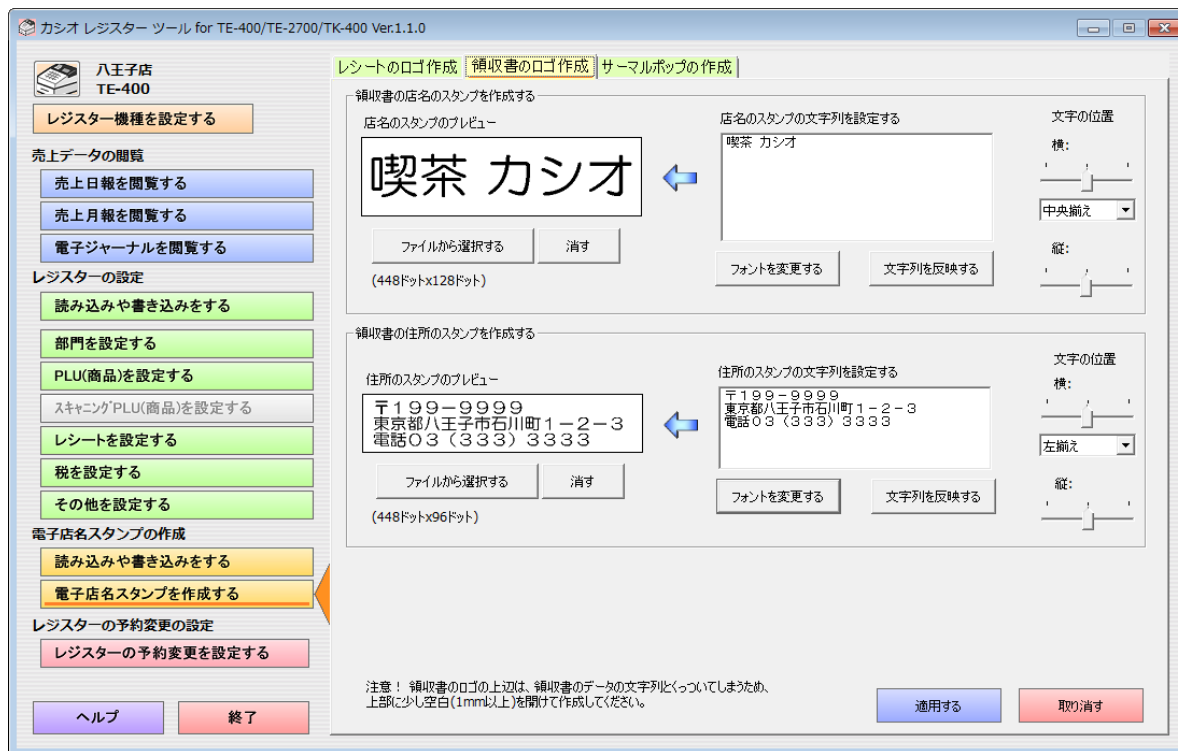 カシオ レジスター ツール for TE-400/TE-2700/TK-400 Ver.1.1.0
八王子店
TE-400
レジスター機種を設定する
売上データの閲覧
売上日報を閲覧する
売上月報を閲覧する
電子ジャーナルを閲覧する
レジスターの設定
読み込みや書き込みをする
部門を設定する
PLU(商品)を設定する
スキャニングPLU(商品)を設定する
レシートを設定する
税を設定する
その他を設定する
電子店名スタンプの作成
読み込みや書き込みをする
電子店名スタンプを作成する
レジスターの予約変更の設定
レジスターの予約変更を設定する
ヘルプ
終了
レシートのロゴ作成
領収書のロゴ作成
サーマルポップの作成
領収書の店名のスタンプを作成する
店名のスタンプのプレビュー
喫茶 カシオ
ファイルから選択する
消す
(448ドットx128ドット)
店名のスタンプの文字列を設定する
喫茶 カシオ
フォントを変更する
文字列を反映する
文字の位置
横:
中央揃え
縦:
領収書の住所のスタンプを作成する
住所のスタンプのプレビュー
〒199-9999
東京都八王子市石川町1-2-3
電話03(333)3333
ファイルから選択する
消す
(448ドットx96ドット)
住所のスタンプの文字列を設定する
〒199-9999
東京都八王子市石川町1-2-3
電話03(333)3333
フォントを変更する
文字列を反映する
文字の位置
横:
左揃え
縦:
注意! 領収書のロゴの上辺は、領収書のデータの文字列とくっついてしまうため、
上部に少し空白(1mm以上)を開けて作成してください。
適用する
取り消す